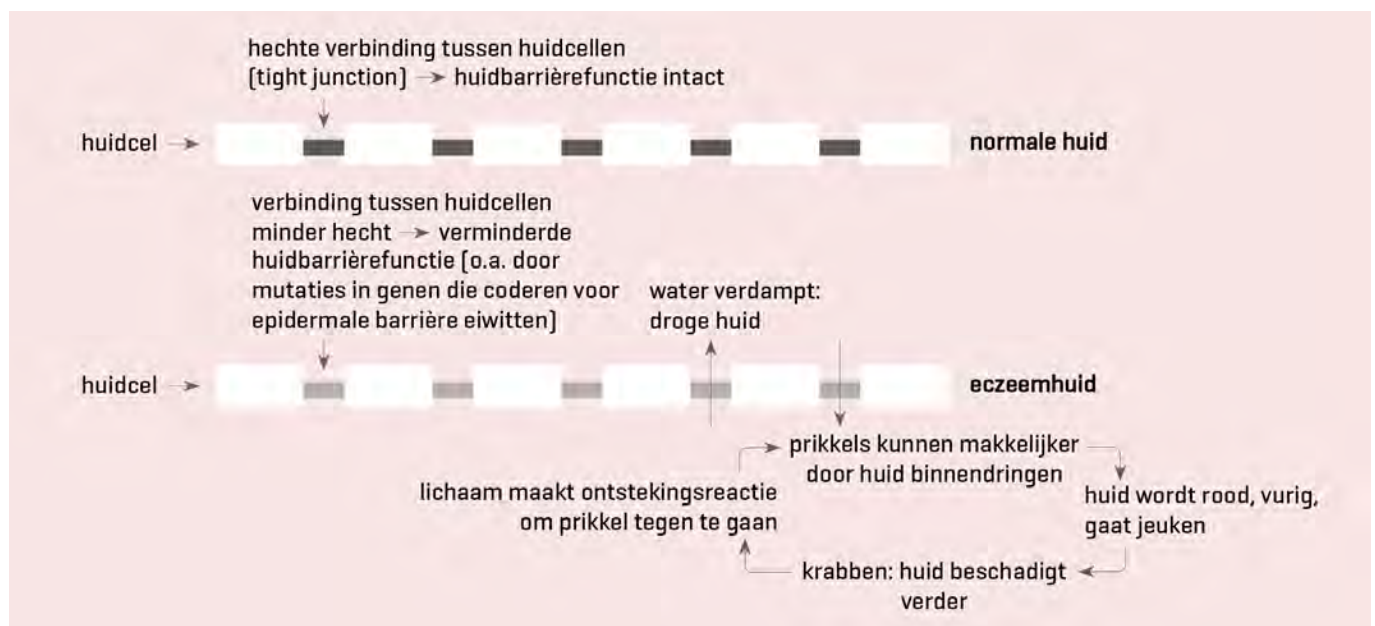 hechte verbinding tussen huidcellen
[tight junction] → huidbarrièrefunctie intact
huidcel →
normale huid
verbinding tussen huidcellen
minder hecht → verminderde
huidbarrièrefunctie [o.a. door
mutaties in genen die coderen voor
epidermale barrière eiwitten]
water verdampt:
droge huid
huidcel →
eczeemhuid
prikkels kunnen makkelijker
door huid binnendringen
huid wordt rood, vurig,
gaat jeuken
krabben: huid beschadigt
verder
lichaam maakt ontstekingsreactie
om prikkel tegen te gaan